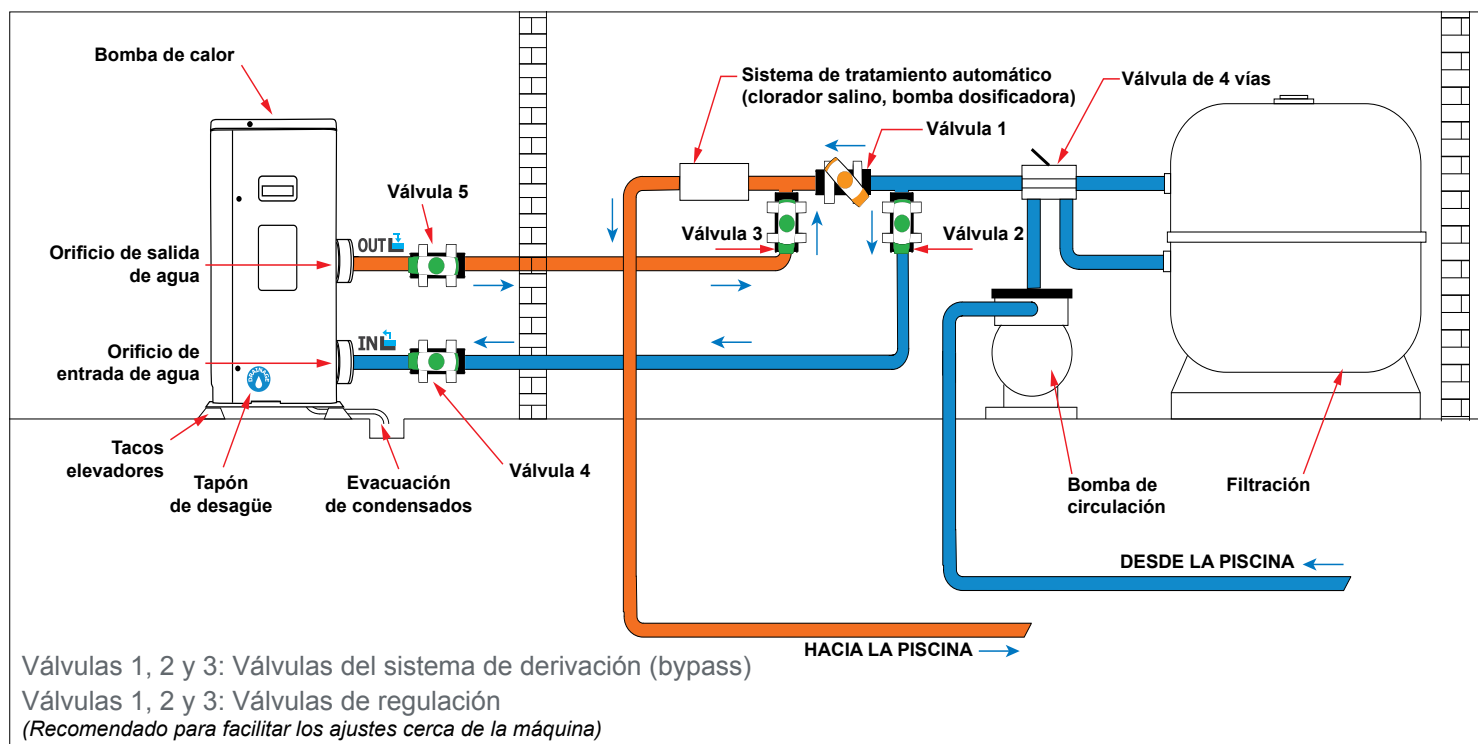 Bomba de calor
Sistema de tratamiento automático
(clorador salino, bomba dosificadora)
Válvula de 4 vías
Válvula 1
Válvula 5
Válvula 3
Válvula 2
OUT
Orificio de salida
de agua
IN
Orificio de
entrada de agua
DRAINAGE
Tacos
elevadores
Tapón
de desagüe
Evacuación
de condensados
Válvula 4
Bomba de
circulación
Filtración
DESDE LA PISCINA
HACIA LA PISCINA
Válvulas 1, 2 y 3: Válvulas del sistema de derivación (bypass)
Válvulas 1, 2 y 3: Válvulas de regulación
(Recomendado para facilitar los ajustes cerca de la máquina)